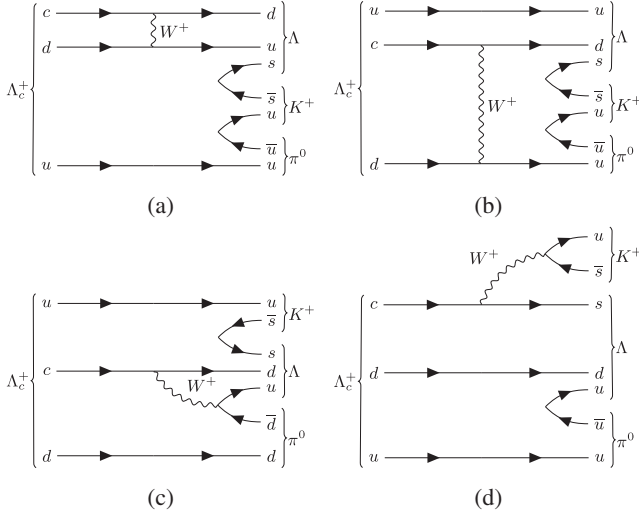 c d
W⁺ Λ
d u
s
Λc⁺ s̅ K⁺
u
u̅ π⁰
u u
(a)
u u
Λ
c d
s
Λc⁺ W⁺ s̅ K⁺
u
u̅ π⁰
d u
(b)
u u
s̅ K⁺
s
Λc⁺ c d Λ
W⁺ u
d̅ π⁰
d d
(c)
u
W⁺ K⁺
s̅
c s
Λ
Λc⁺ d d
u
u̅ π⁰
u u
(d)